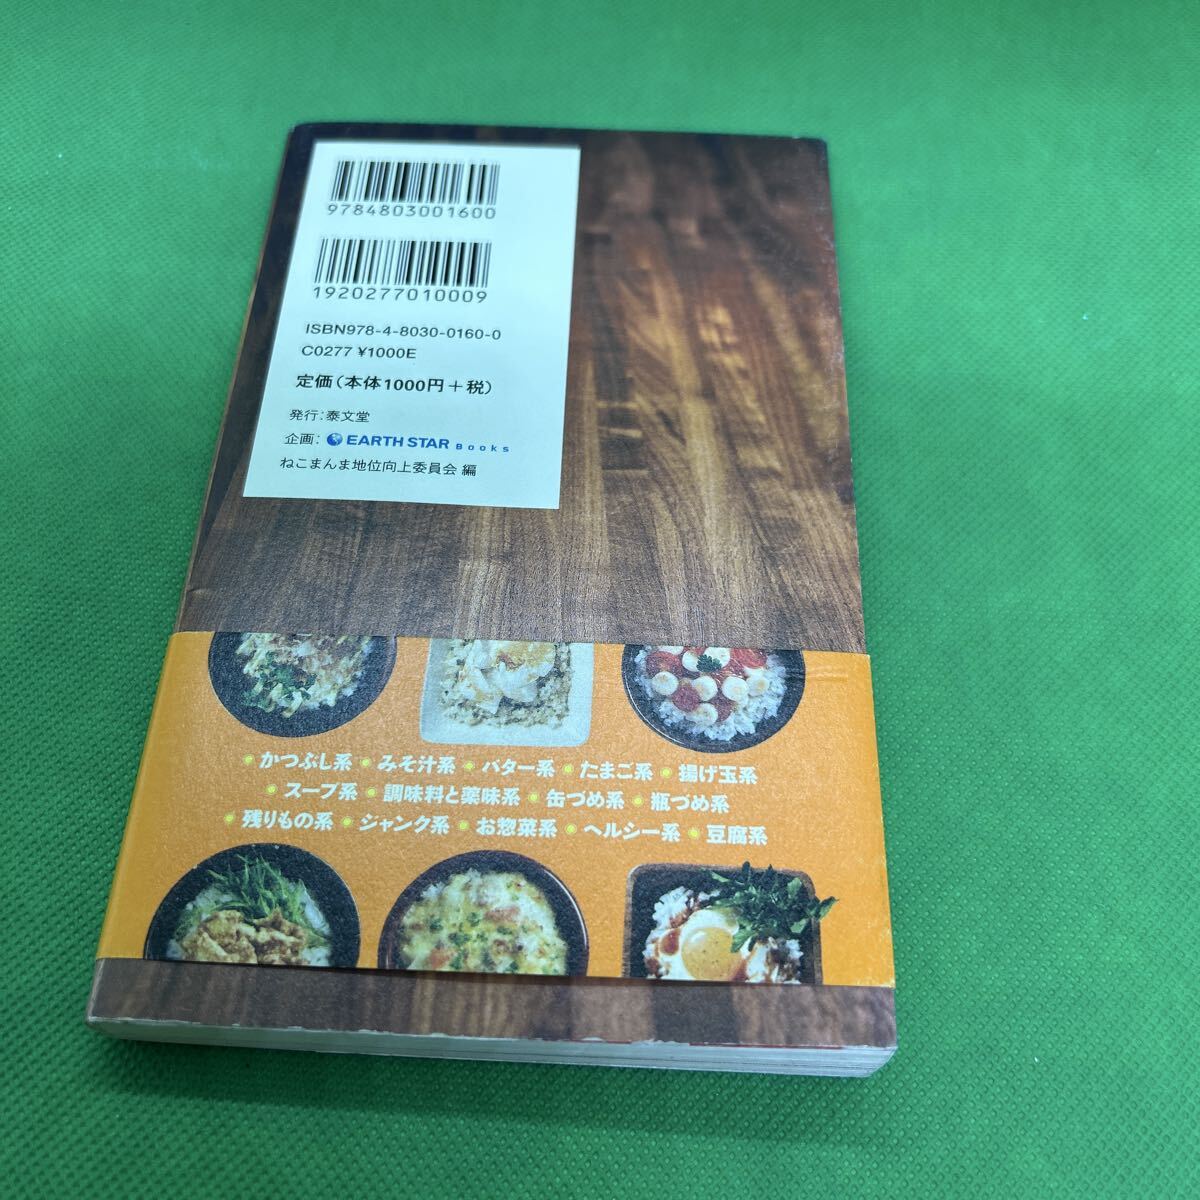 9784803001600
1920277010009
ISBN978-4-8030-0160-0
C0277 ¥1000E
定価(本体1000円+税)
発行:泰文堂
企画: EARTH STAR Books
ねこまんま地位向上委員会 編
●かつぶし系●みそ汁系●バター系●たまご系●揚げ玉系
●スープ系●調味料と薬味系●缶づめ系●瓶づめ系
●残りもの系●ジャンク系●お惣菜系●ヘルシー系●豆腐系